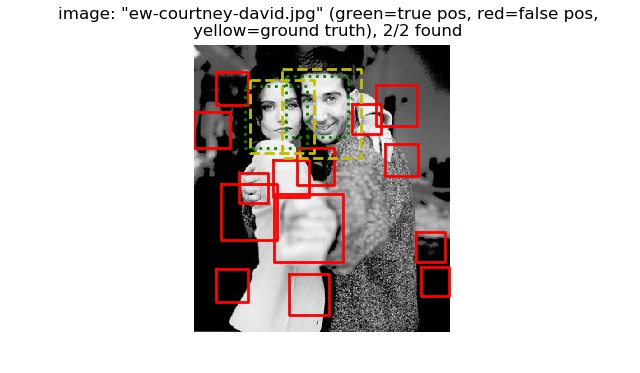 image: "ew-courtney-david.jpg" (green=true pos, red=false pos,
yellow=ground truth), 2/2 found